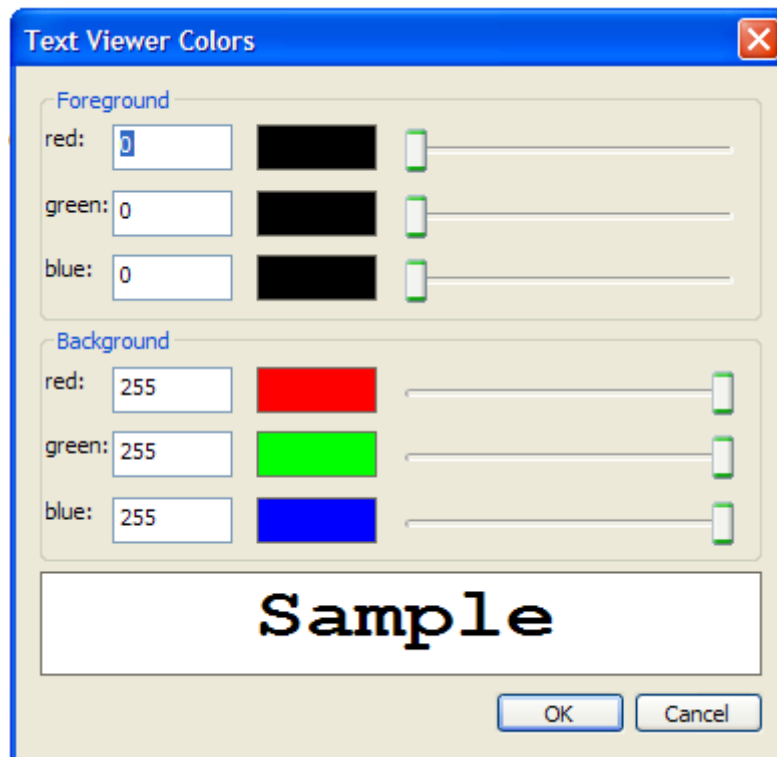 Text Viewer Colors
Foreground
red: 0
green: 0
blue: 0
Background
red: 255
green: 255
blue: 255
Sample
OK Cancel